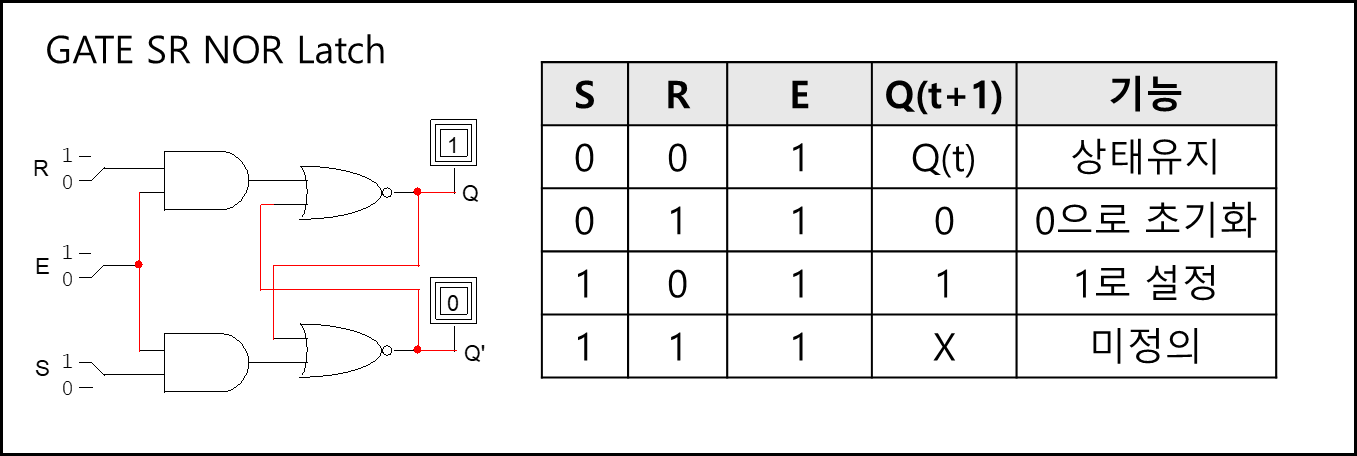 GATE SR NOR Latch
R 1 0
E 1 0
S 1 0
1
Q
0
Q'
S R E Q(t+1) 기능
0 0 1 Q(t) 상태유지
0 1 1 0 0으로 초기화
1 0 1 1 1로 설정
1 1 1 X 미정의